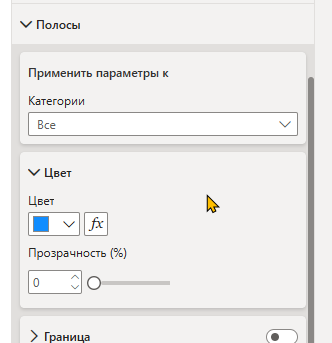 Полосы
Применить параметры к
Категории
Все
Цвет
Цвет
fx
Прозрачность (%)
0
Граница